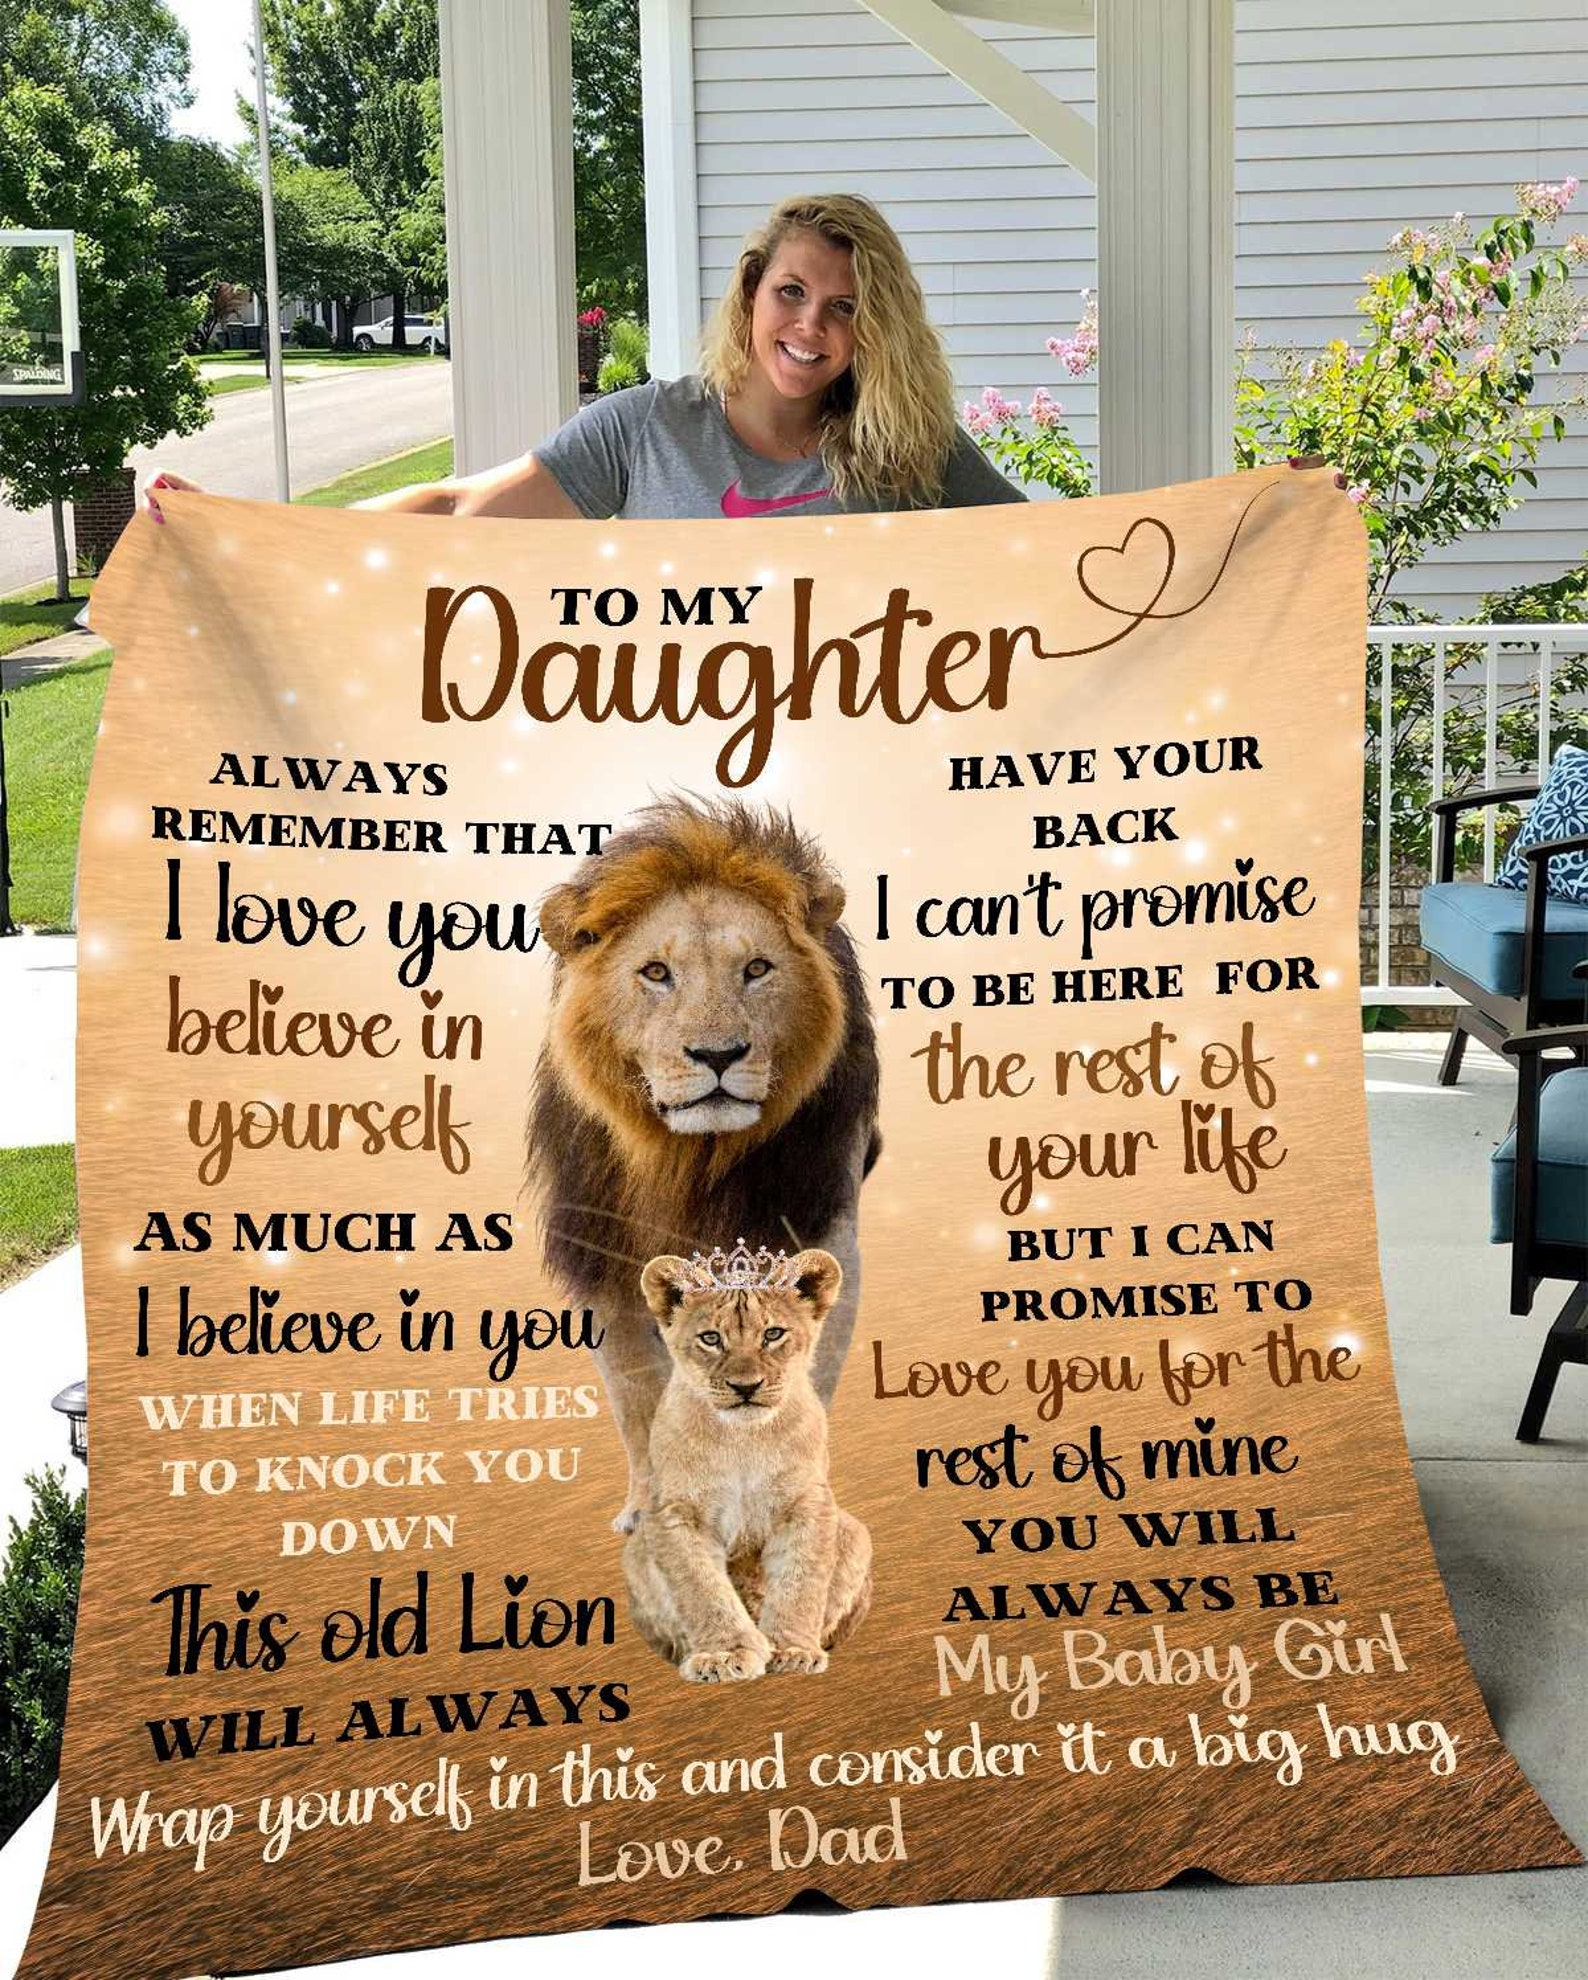 SPALDING
TO MY
Daughter
ALWAYS
REMEMBER THAT
I love you
believe in
yourself
AS MUCH AS
I believe in you
WHEN LIFE TRIES
TO KNOCK YOU
DOWN
This old Lion
WILL ALWAYS
HAVE YOUR
BACK
I can't promise
TO BE HERE FOR
the rest of
your life
BUT I CAN
PROMISE TO
Love you for the
rest of mine
YOU WILL
ALWAYS BE
My Baby Girl
Wrap yourself in this and consider it a big hug
Love, Dad